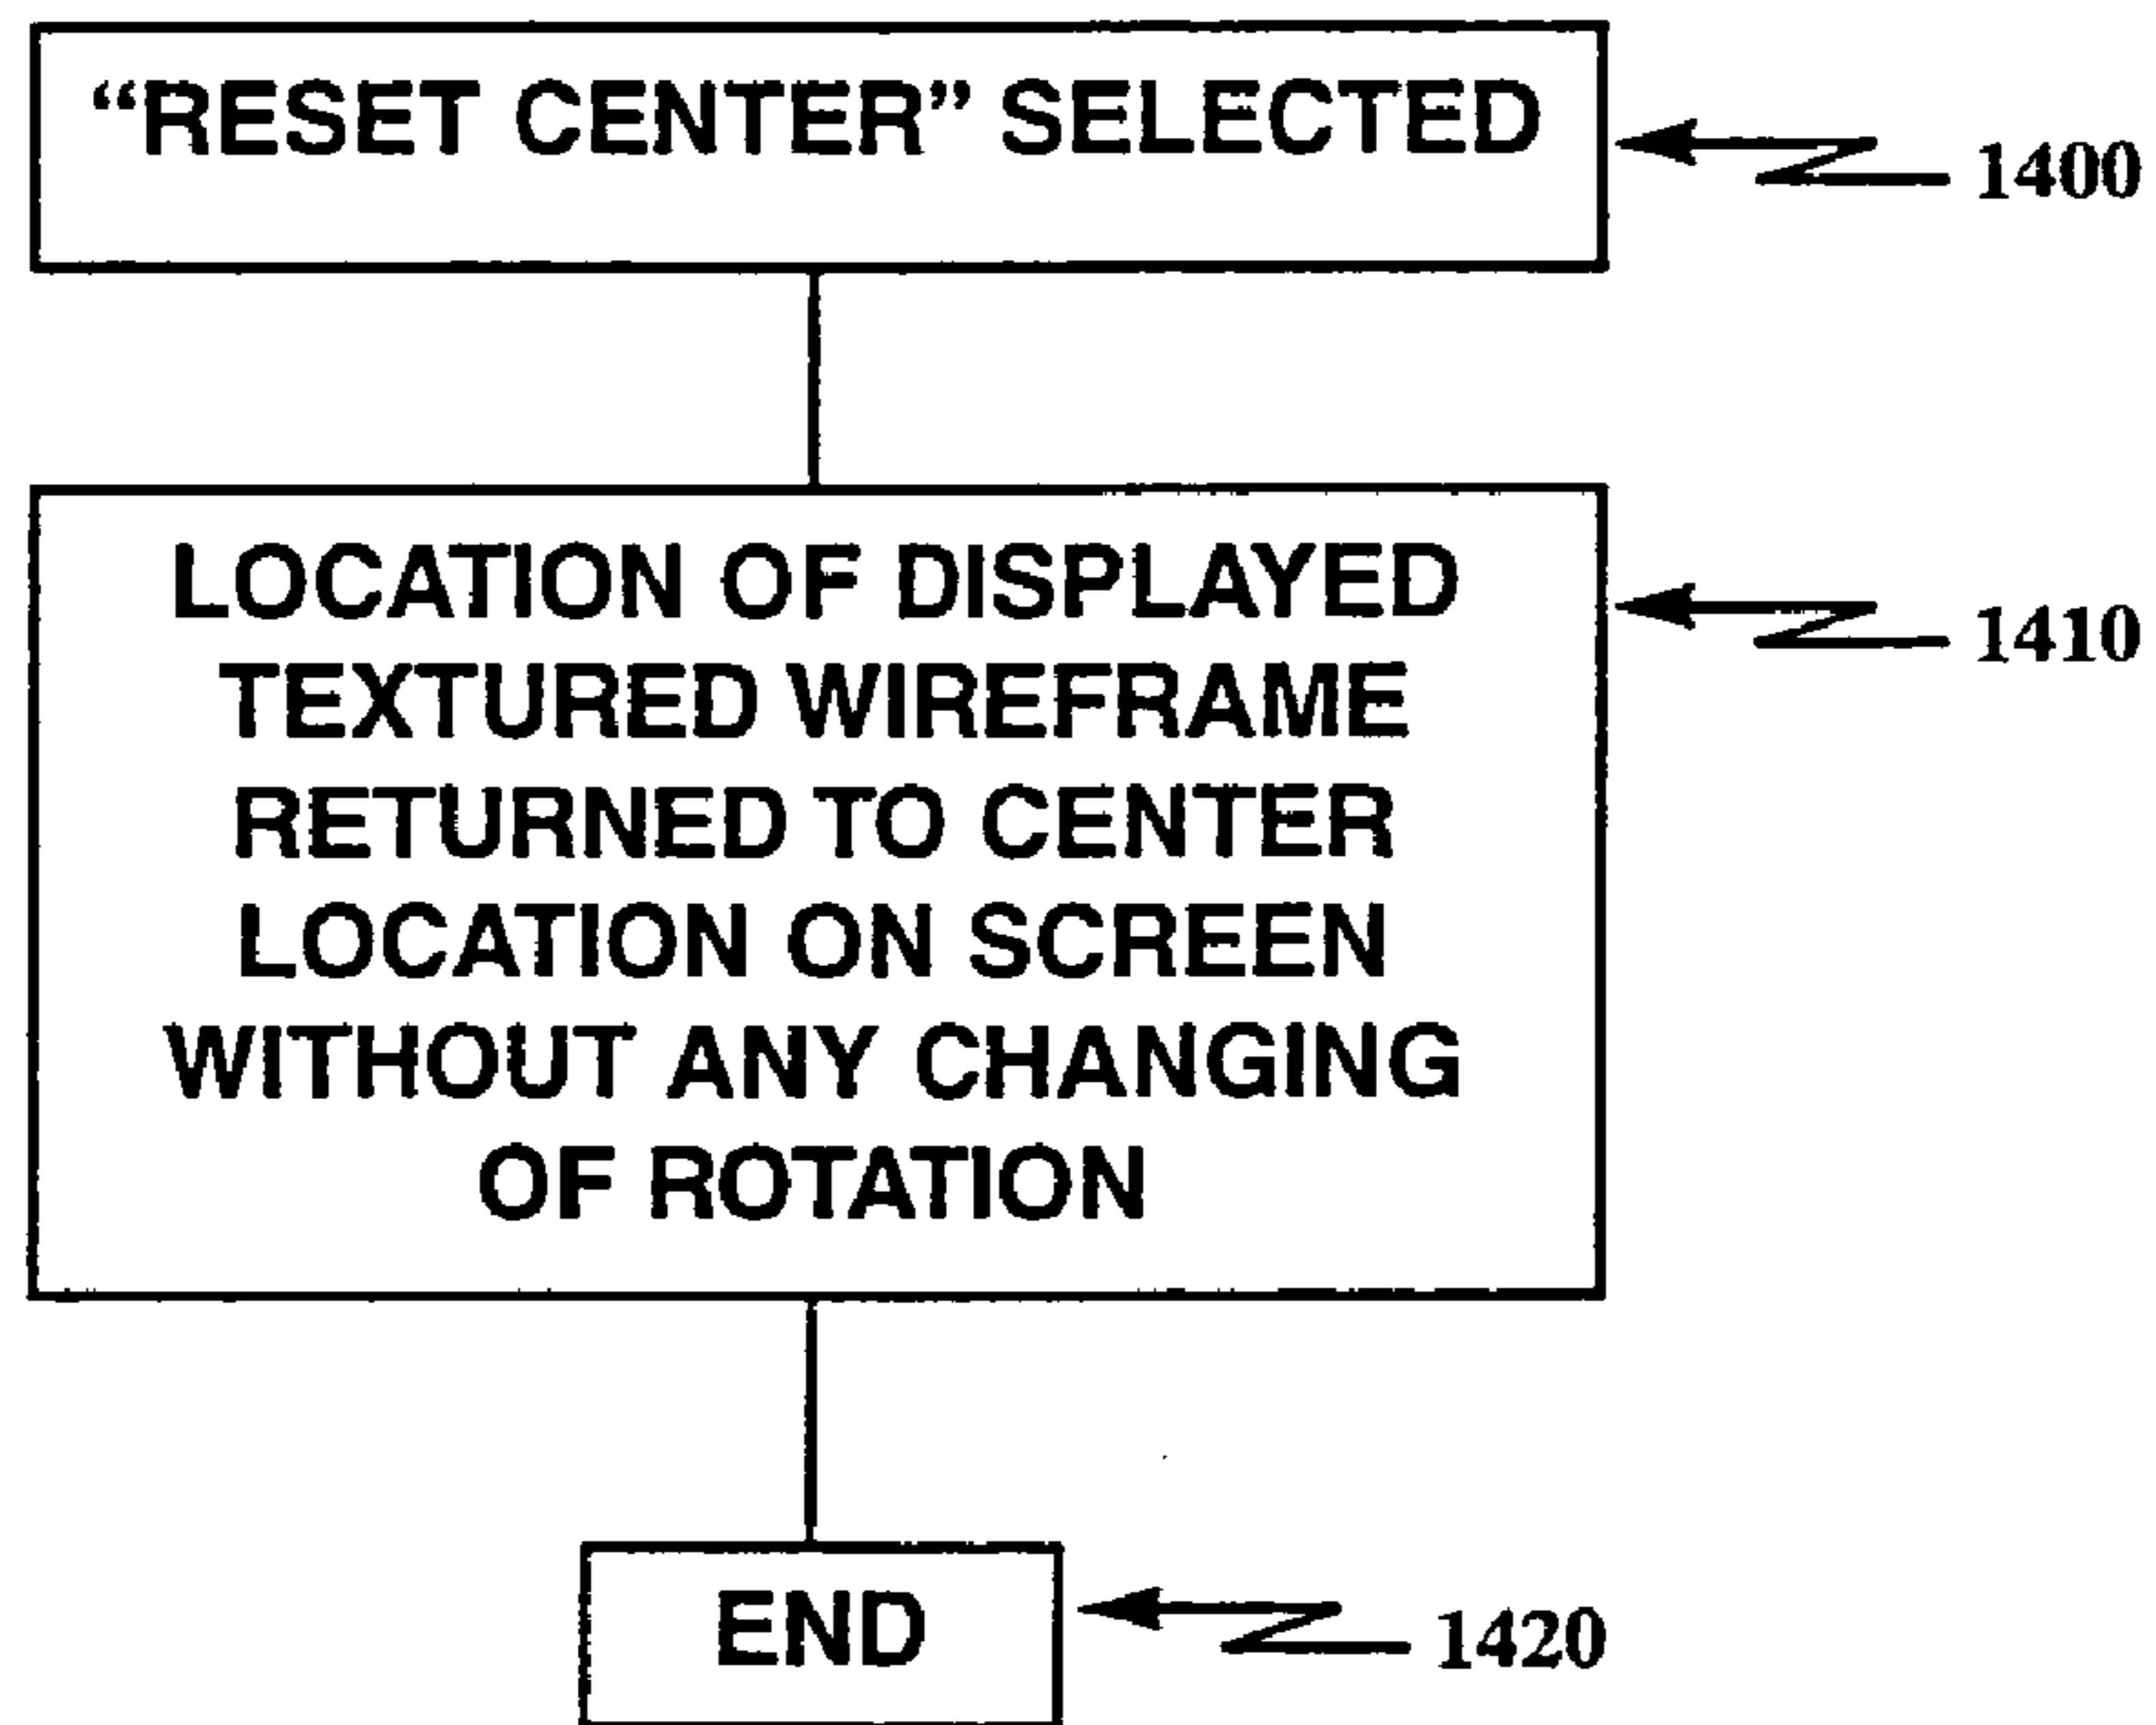 “RESET CENTER” SELECTED
1400
LOCATION OF DISPLAYED
TEXTURED WIREFRAME
RETURNED TO CENTER
LOCATION ON SCREEN
WITHOUT ANY CHANGING
OF ROTATION
1410
END
1420